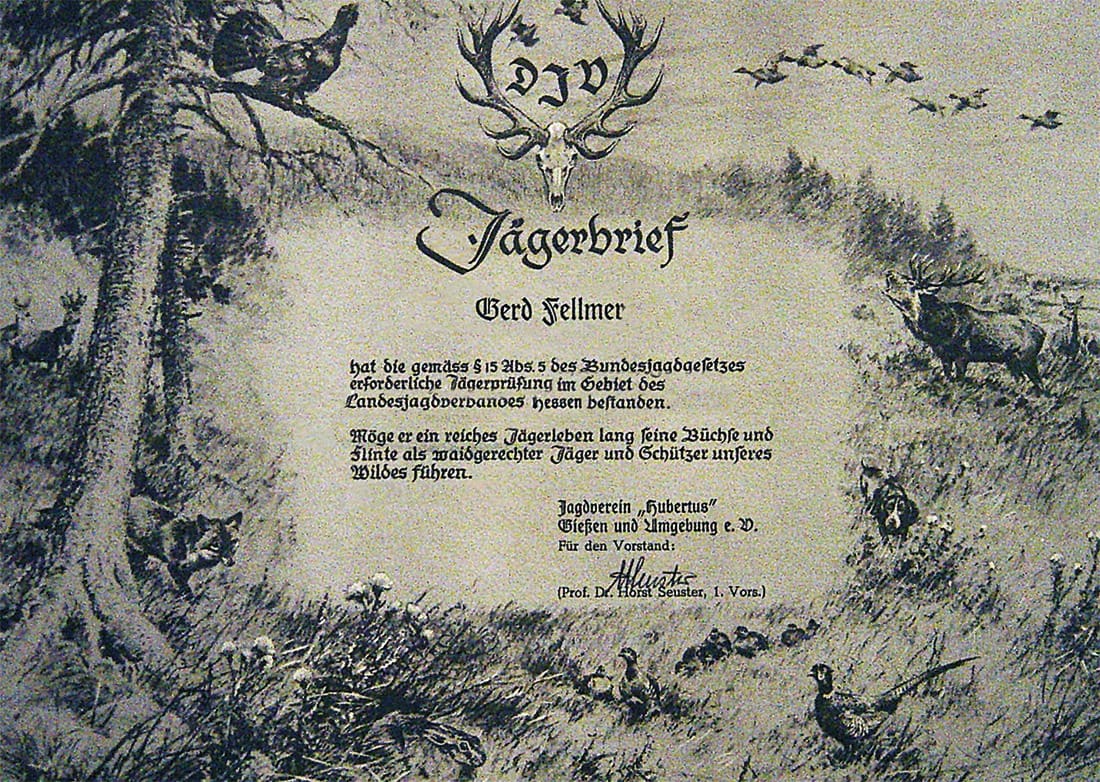 DJV
Jägerbrief
Gerd Fellmer
hat die gemäss § 15 Abs. 5 des Bundesjagdgesetzes
erforderliche Jägerprüfung im Gebiet des
Landesjagdverbandes Hessen bestanden.
Möge er ein reiches Jägerleben lang seine Büchse und
Flinte als waidgerechter Jäger und Schützer unseres
Wildes führen.
Jagdverein „Hubertus"
Gießen und Umgebung e. V.
Für den Vorstand:
HSeuster
(Prof. Dr. Horst Seuster, 1. Vors.)